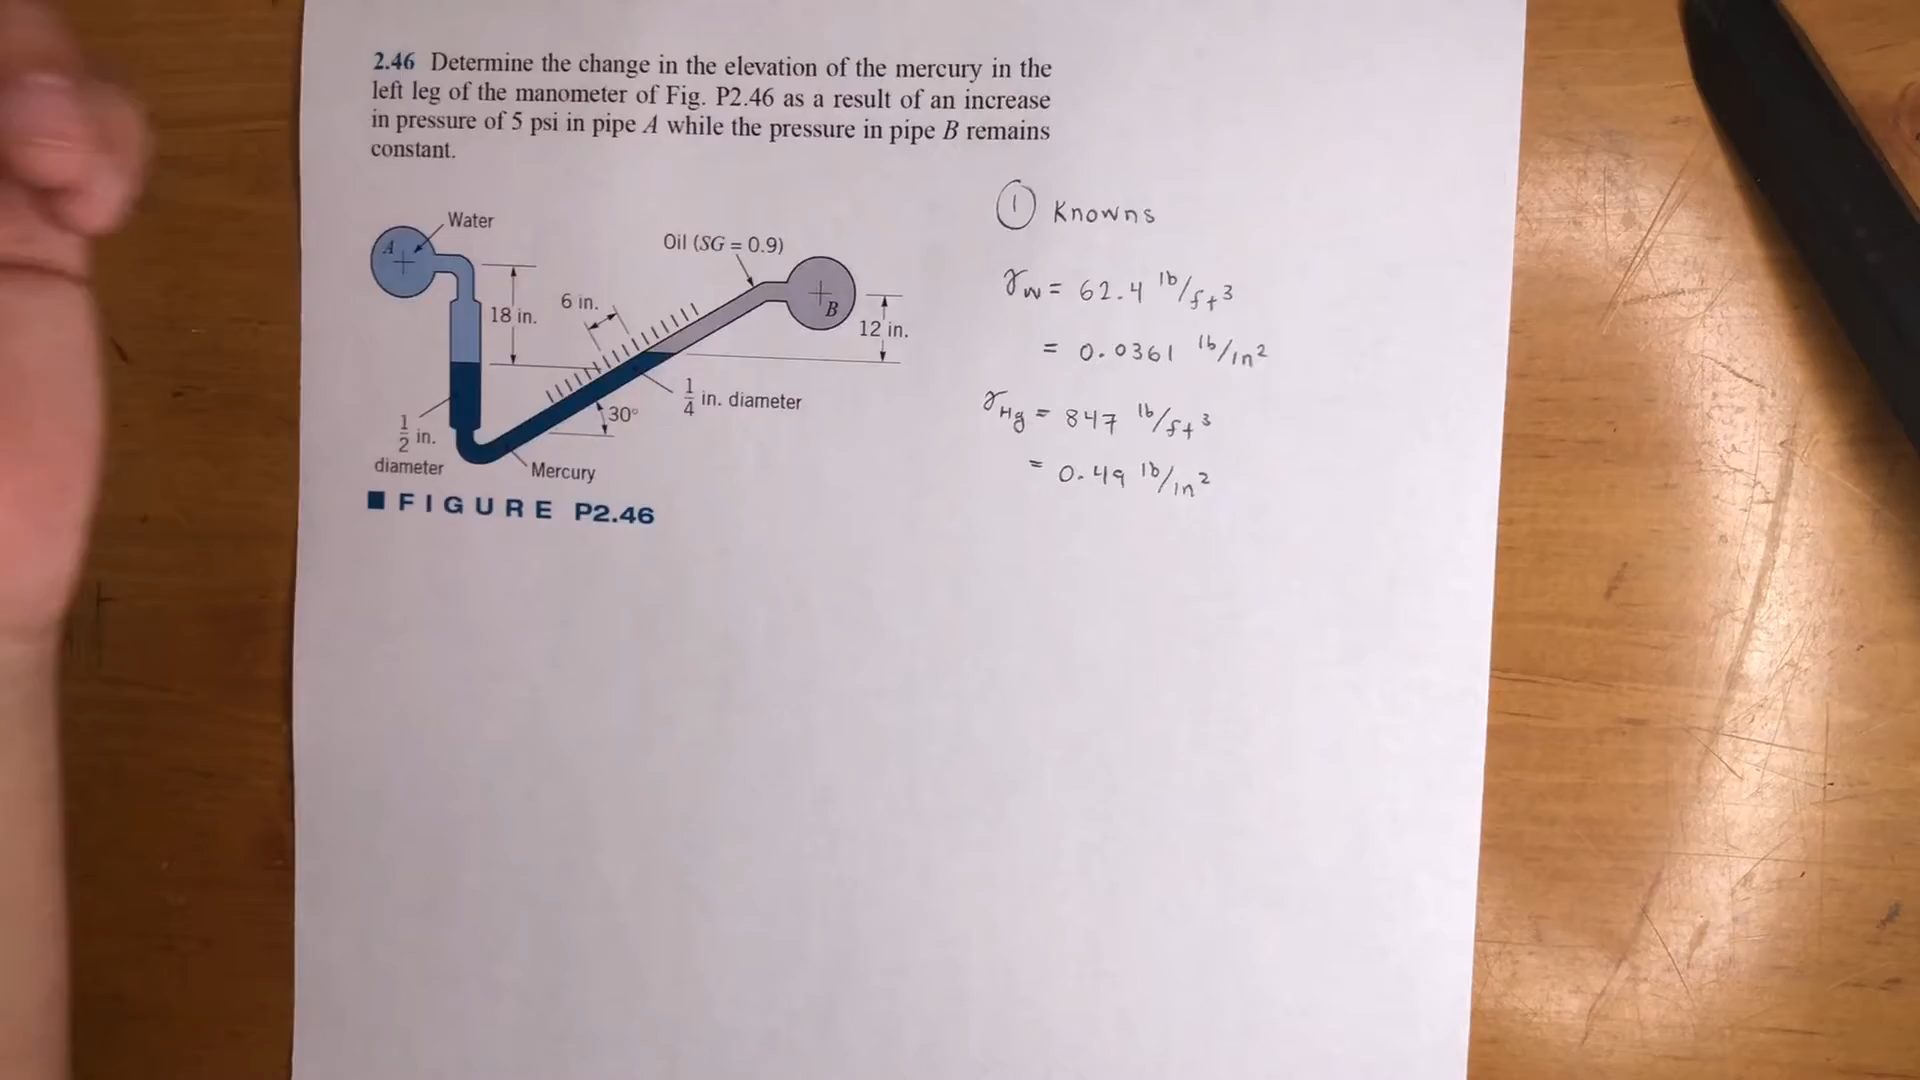 2.46 Determine the change in the elevation of the mercury in the
left leg of the manometer of Fig. P2.46 as a result of an increase
in pressure of 5 psi in pipe A while the pressure in pipe B remains
constant.
① Knowns
Water
Oil (SG = 0.9)
A
B
18 in.
6 in.
12 in.
1/4 in. diameter
30°
1/2 in.
diameter
Mercury
FIGURE P2.46
γw = 62.4 lb/ft³
= 0.0361 lb/in²
γHg = 847 lb/ft³
= 0.49 lb/in²